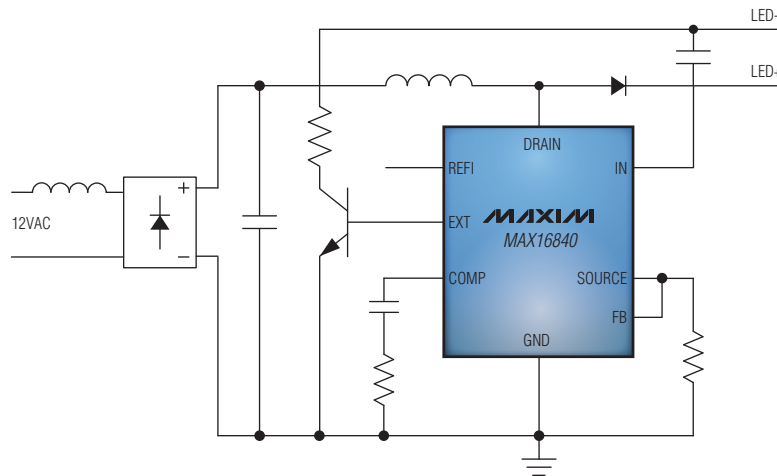 LED-
LED+
DRAIN
REFI
IN
+
12VAC
EXT
MAXIM
MAX16840
−
COMP
SOURCE
FB
GND